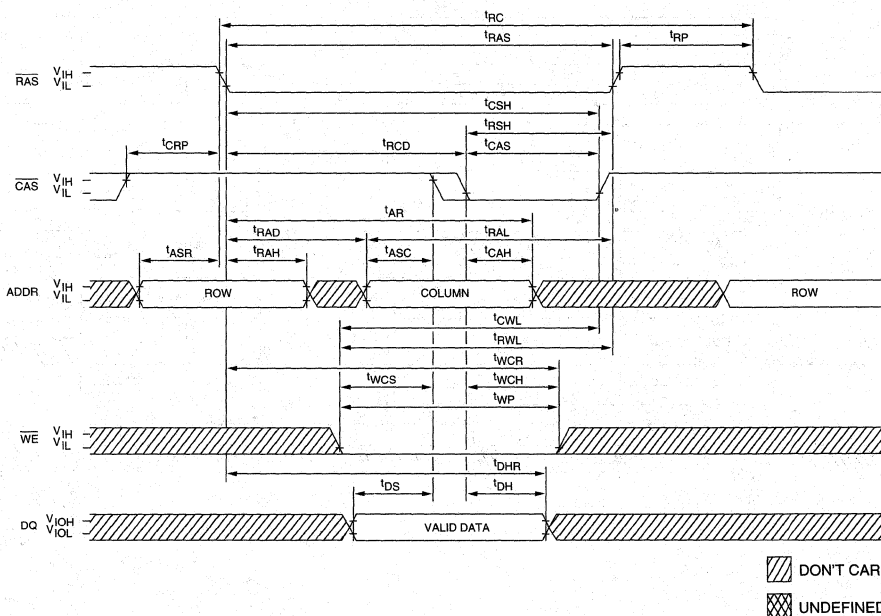 tRC
tRAS
tRP
RAS
VIH
VIL
tCSH
tRSH
tCRP
tRCD
tCAS
CAS
VIH
VIL
tAR
tRAD
tRAL
tASR
tRAH
tASC
tCAH
ADDR
VIH
VIL
ROW
COLUMN
ROW
tCWL
tRWL
tWCR
tWCS
tWCH
tWP
WE
VIH
VIL
tDHR
tDS
tDH
DQ
VIOH
VIOL
VALID DATA
DON'T CAR
UNDEFINED